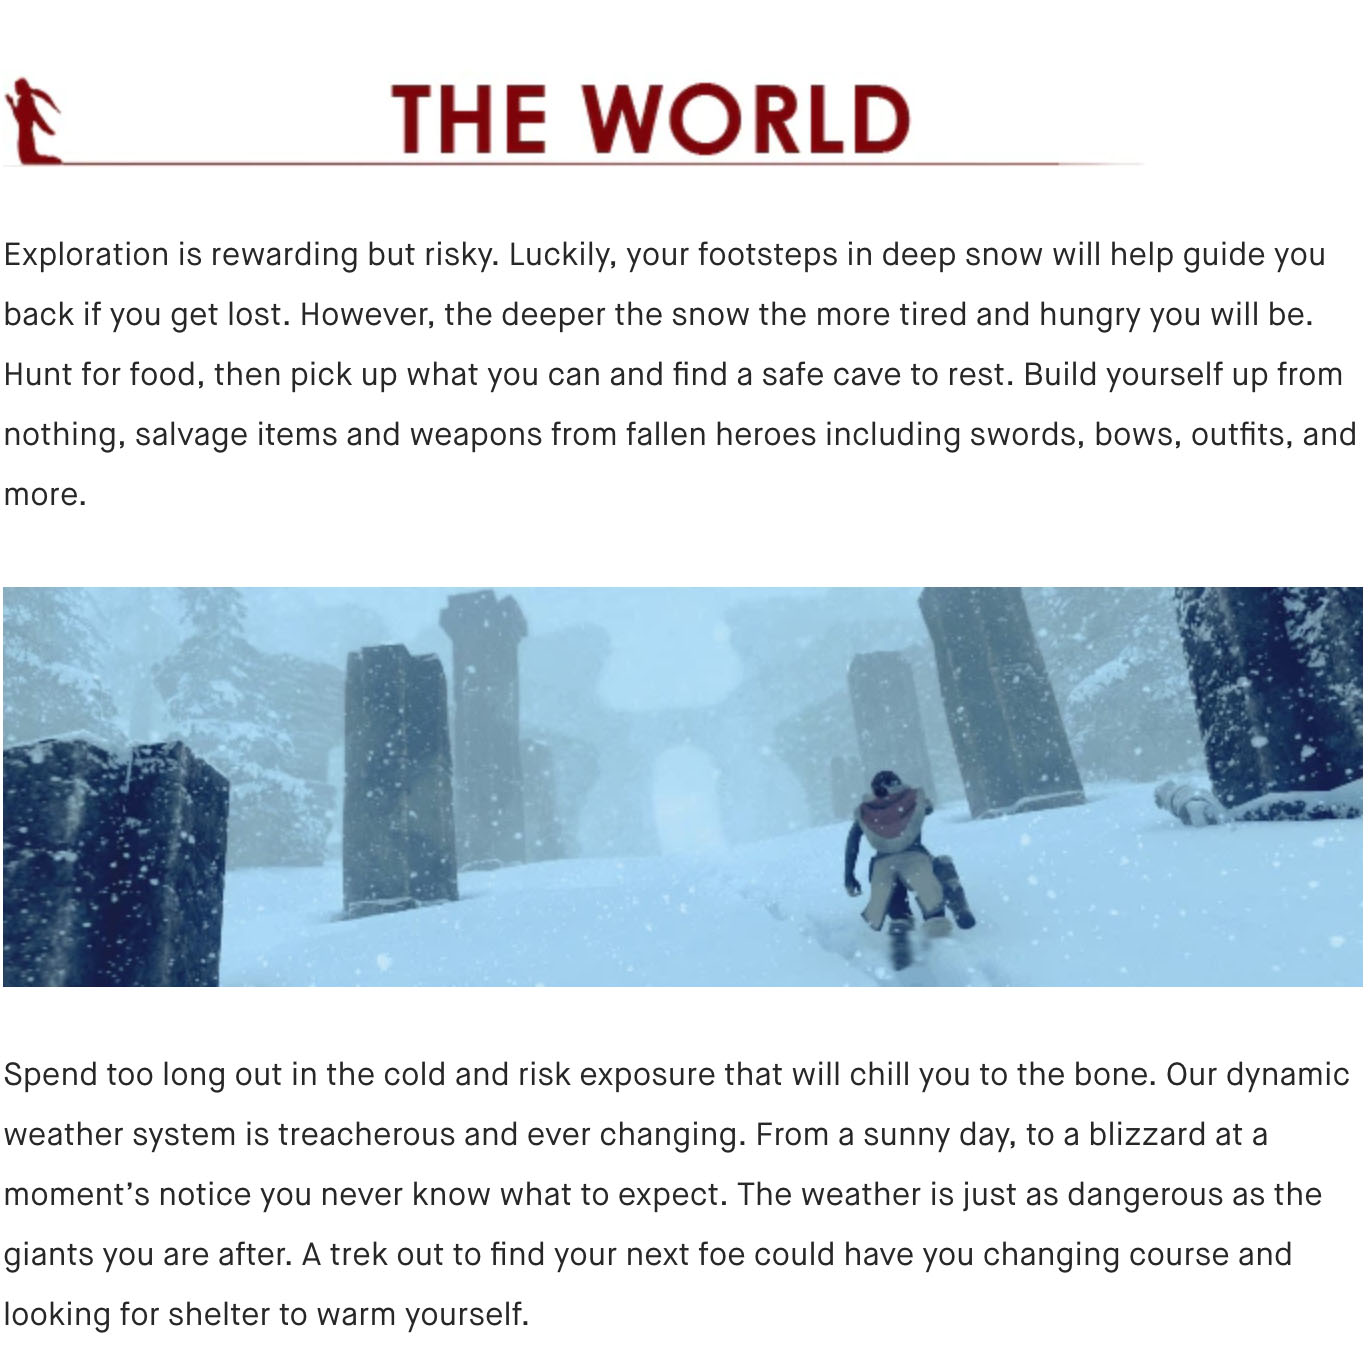 THE WORLD
Exploration is rewarding but risky. Luckily, your footsteps in deep snow will help guide you
back if you get lost. However, the deeper the snow the more tired and hungry you will be.
Hunt for food, then pick up what you can and find a safe cave to rest. Build yourself up from
nothing, salvage items and weapons from fallen heroes including swords, bows, outfits, and
more.
Spend too long out in the cold and risk exposure that will chill you to the bone. Our dynamic
weather system is treacherous and ever changing. From a sunny day, to a blizzard at a
moment’s notice you never know what to expect. The weather is just as dangerous as the
giants you are after. A trek out to find your next foe could have you changing course and
looking for shelter to warm yourself.